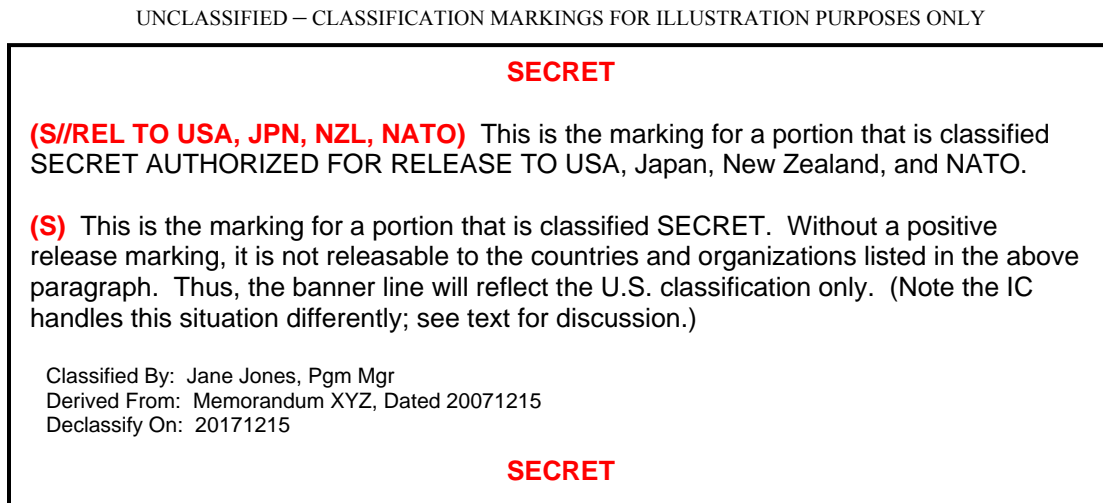 UNCLASSIFIED – CLASSIFICATION MARKINGS FOR ILLUSTRATION PURPOSES ONLY
SECRET
(S//REL TO USA, JPN, NZL, NATO) This is the marking for a portion that is classified
SECRET AUTHORIZED FOR RELEASE TO USA, Japan, New Zealand, and NATO.
(S) This is the marking for a portion that is classified SECRET. Without a positive
release marking, it is not releasable to the countries and organizations listed in the above
paragraph. Thus, the banner line will reflect the U.S. classification only. (Note the IC
handles this situation differently; see text for discussion.)
Classified By: Jane Jones, Pgm Mgr
Derived From: Memorandum XYZ, Dated 20071215
Declassify On: 20171215
SECRET